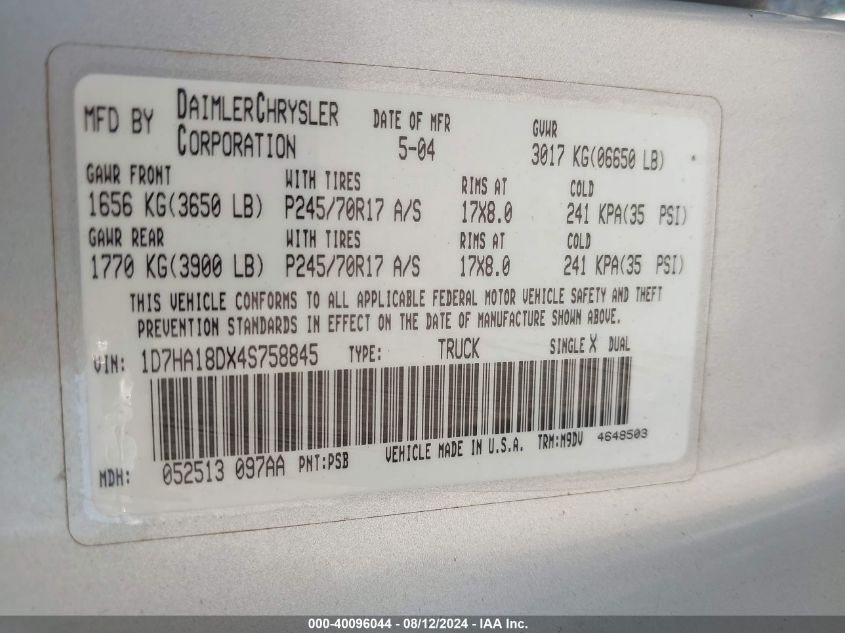 MFD BY DAIMLERCHRYSLER CORPORATION DATE OF MFR 5-04 GVWR 3017 KG(06650 LB)
GAWR FRONT WITH TIRES RIMS AT COLD
1656 KG(3650 LB) P245/70R17 A/S 17X8.0 241 KPA(35 PSI)
GAWR REAR WITH TIRES RIMS AT COLD
1770 KG(3900 LB) P245/70R17 A/S 17X8.0 241 KPA(35 PSI)
THIS VEHICLE CONFORMS TO ALL APPLICABLE FEDERAL MOTOR VEHICLE SAFETY AND THEFT
PREVENTION STANDARDS IN EFFECT ON THE DATE OF MANUFACTURE SHOWN ABOVE.
VIN: 1D7HA18DX4S758845 TYPE: TRUCK SINGLE X DUAL
MDH: 052513 097AA PNT:PSB VEHICLE MADE IN U.S.A. TRM:M9DV 4648503
000-40096044 - 08/12/2024 - IAA Inc.